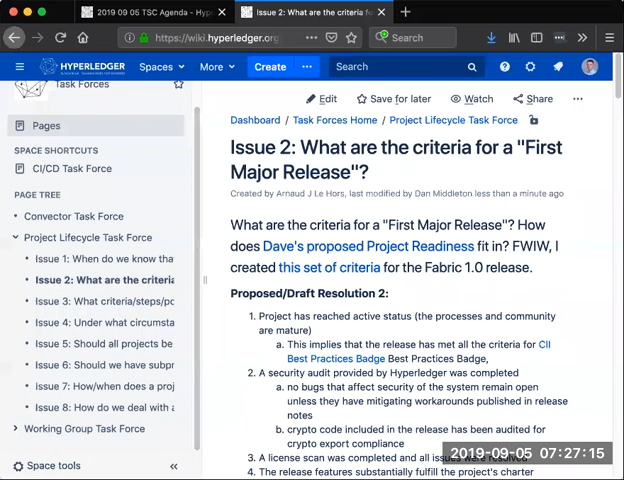 2019 09 05 TSC Agenda - Hype
Issue 2: What are the criteria fo
https://wiki.hyperledger.org
Search
HYPERLEDGER
Spaces
More
Create
Search
Task Forces
Edit
Save for later
Watch
Share
Pages
Dashboard / Task Forces Home / Project Lifecycle Task Force
SPACE SHORTCUTS
CI/CD Task Force
PAGE TREE
Convector Task Force
Project Lifecycle Task Force
Issue 1: When do we know tha
Issue 2: What are the criteria
Issue 3: What criteria/steps/po
Issue 4: Under what circumsta
Issue 5: Should all projects be
Issue 6: Should we have subpr
Issue 7: How/when does a proj
Issue 8: How do we deal with a
Working Group Task Force
Space tools
Issue 2: What are the criteria for a "First
Major Release"?
Created by Arnaud J Le Hors, last modified by Dan Middleton less than a minute ago
What are the criteria for a "First Major Release"? How
does Dave's proposed Project Readiness fit in? FWIW, I
created this set of criteria for the Fabric 1.0 release.
Proposed/Draft Resolution 2:
1. Project has reached active status (the processes and community
are mature)
a. This implies that the release has met all the criteria for CII
Best Practices Badge Best Practices Badge,
2. A security audit provided by Hyperledger was completed
a. no bugs that affect security of the system remain open
unless they have mitigating workarounds published in release
notes
b. crypto code included in the release has been audited for
crypto export compliance
3. A license scan was completed and all issues were resolved
4. The release features substantially fulfill the project's charter
2019-09-05 07:27:15